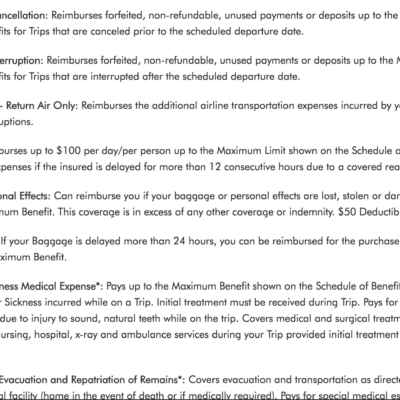 ncellation: Reimburses forfeited, non-refundable, unused payments or deposits up to the
fits for Trips that are canceled prior to the scheduled departure date.
erruption: Reimburses forfeited, non-refundable, unused payments or deposits up to the M
fits for Trips that are interrupted after the scheduled departure date.
- Return Air Only: Reimburses the additional airline transportation expenses incurred by y
uptions.
burses up to $100 per day/per person up to the Maximum Limit shown on the Schedule o
xpenses if the insured is delayed for more than 12 consecutive hours due to a covered rea
onal Effects: Can reimburse you if your baggage or personal effects are lost, stolen or dar
num Benefit. This coverage is in excess of any other coverage or indemnity. $50 Deductib
If your Baggage is delayed more than 24 hours, you can be reimbursed for the purchase
aximum Benefit.
ness Medical Expense*: Pays up to the Maximum Benefit shown on the Schedule of Benefi
r Sickness incurred while on a Trip. Initial treatment must be received during Trip. Pays for
due to injury to sound, natural teeth while on the trip. Covers medical and surgical treatm
ursing, hospital, x-ray and ambulance services during your Trip provided initial treatment
Evacuation and Repatriation of Remains*: Covers evacuation and transportation as directe
al facility (home in the event of death or if medically required). Pays for special medical es